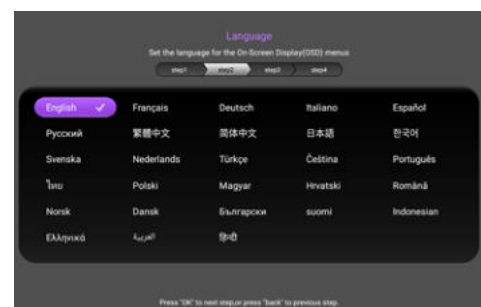 Language
Set the language for the On-Screen Display(OSD) menus
step1 step2 step3 step4
English Français Deutsch Italiano Español
Русский 繁體中文 简体中文 日本語 한국어
Svenska Nederlands Türkçe Čeština Português
ไทย Polski Magyar Hrvatski Română
Norsk Dansk Български suomi Indonesian
Ελληνικά العربية हिन्दी
Press "OK" to next step,or press "back" to previous step.